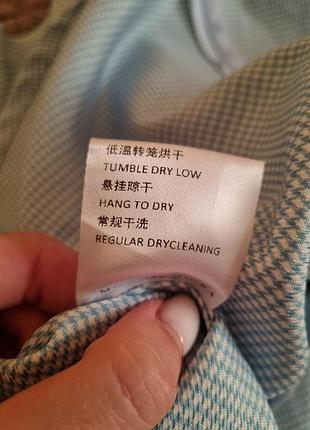 低温转笼烘干
TUMBLE DRY LOW
悬挂晾干
HANG TO DRY
常规干洗
REGULAR DRYCLEANING